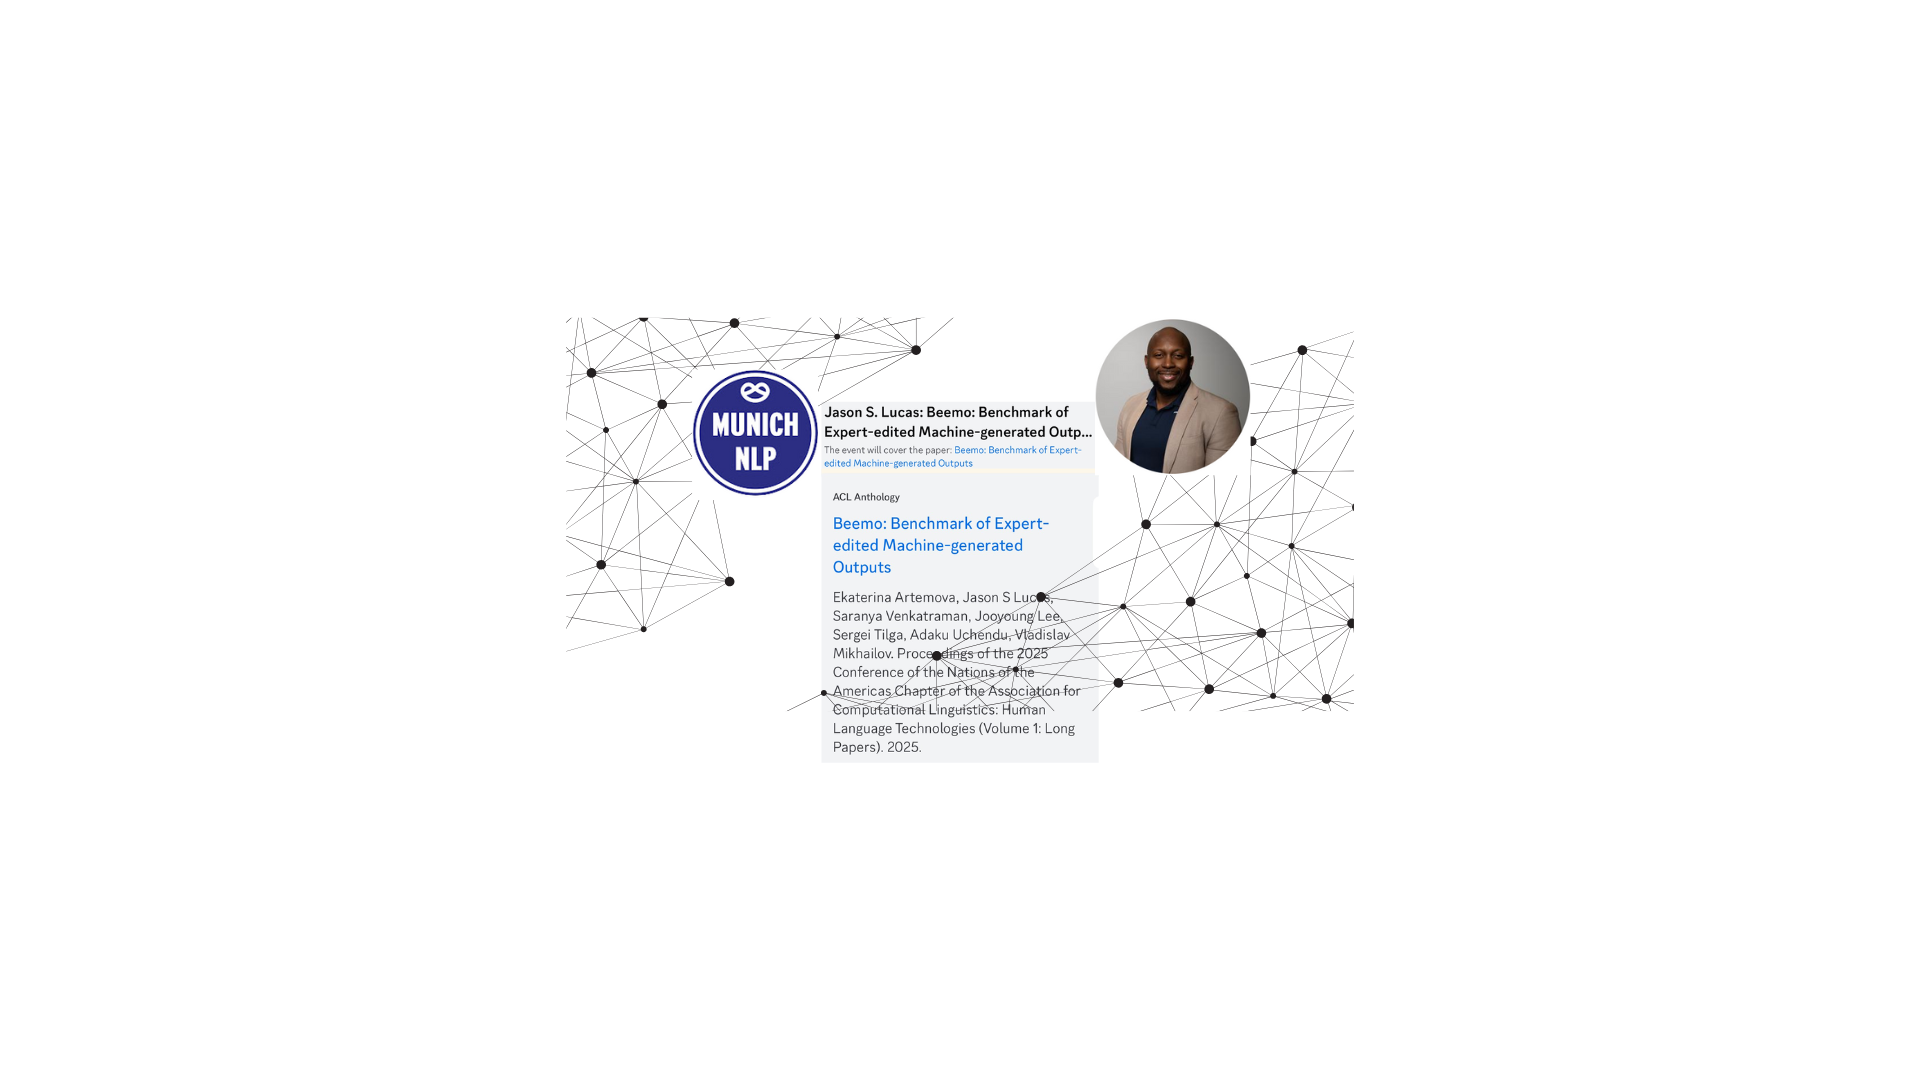 MUNICH
NLP
Jason S. Lucas: Beemo: Benchmark of
Expert-edited Machine-generated Outp...
The event will cover the paper: Beemo: Benchmark of Expert-
edited Machine-generated Outputs
ACL Anthology
Beemo: Benchmark of Expert-
edited Machine-generated
Outputs
Ekaterina Artemova, Jason S Lucas,
Saranya Venkatraman, Jooyoung Lee,
Sergei Tilga, Adaku Uchendu, Vladislav
Mikhailov. Proceedings of the 2025
Conference of the Nations of the
Americas Chapter of the Association for
Computational Linguistics: Human
Language Technologies (Volume 1: Long
Papers). 2025.